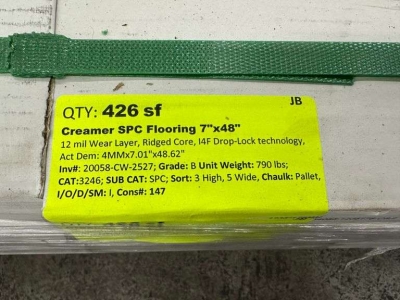 JB
QTY: 426 sf
Creamer SPC Flooring 7"x48"
12 mil Wear Layer, Ridged Core, I4F Drop-Lock technology,
Act Dem: 4MMx7.01"x48.62"
Inv#: 20058-CW-2527; Grade: B Unit Weight: 790 lbs;
CAT:3246; SUB CAT: SPC; Sort: 3 High, 5 Wide, Chaulk: Pallet,
I/O/D/SM: I, Cons#: 147